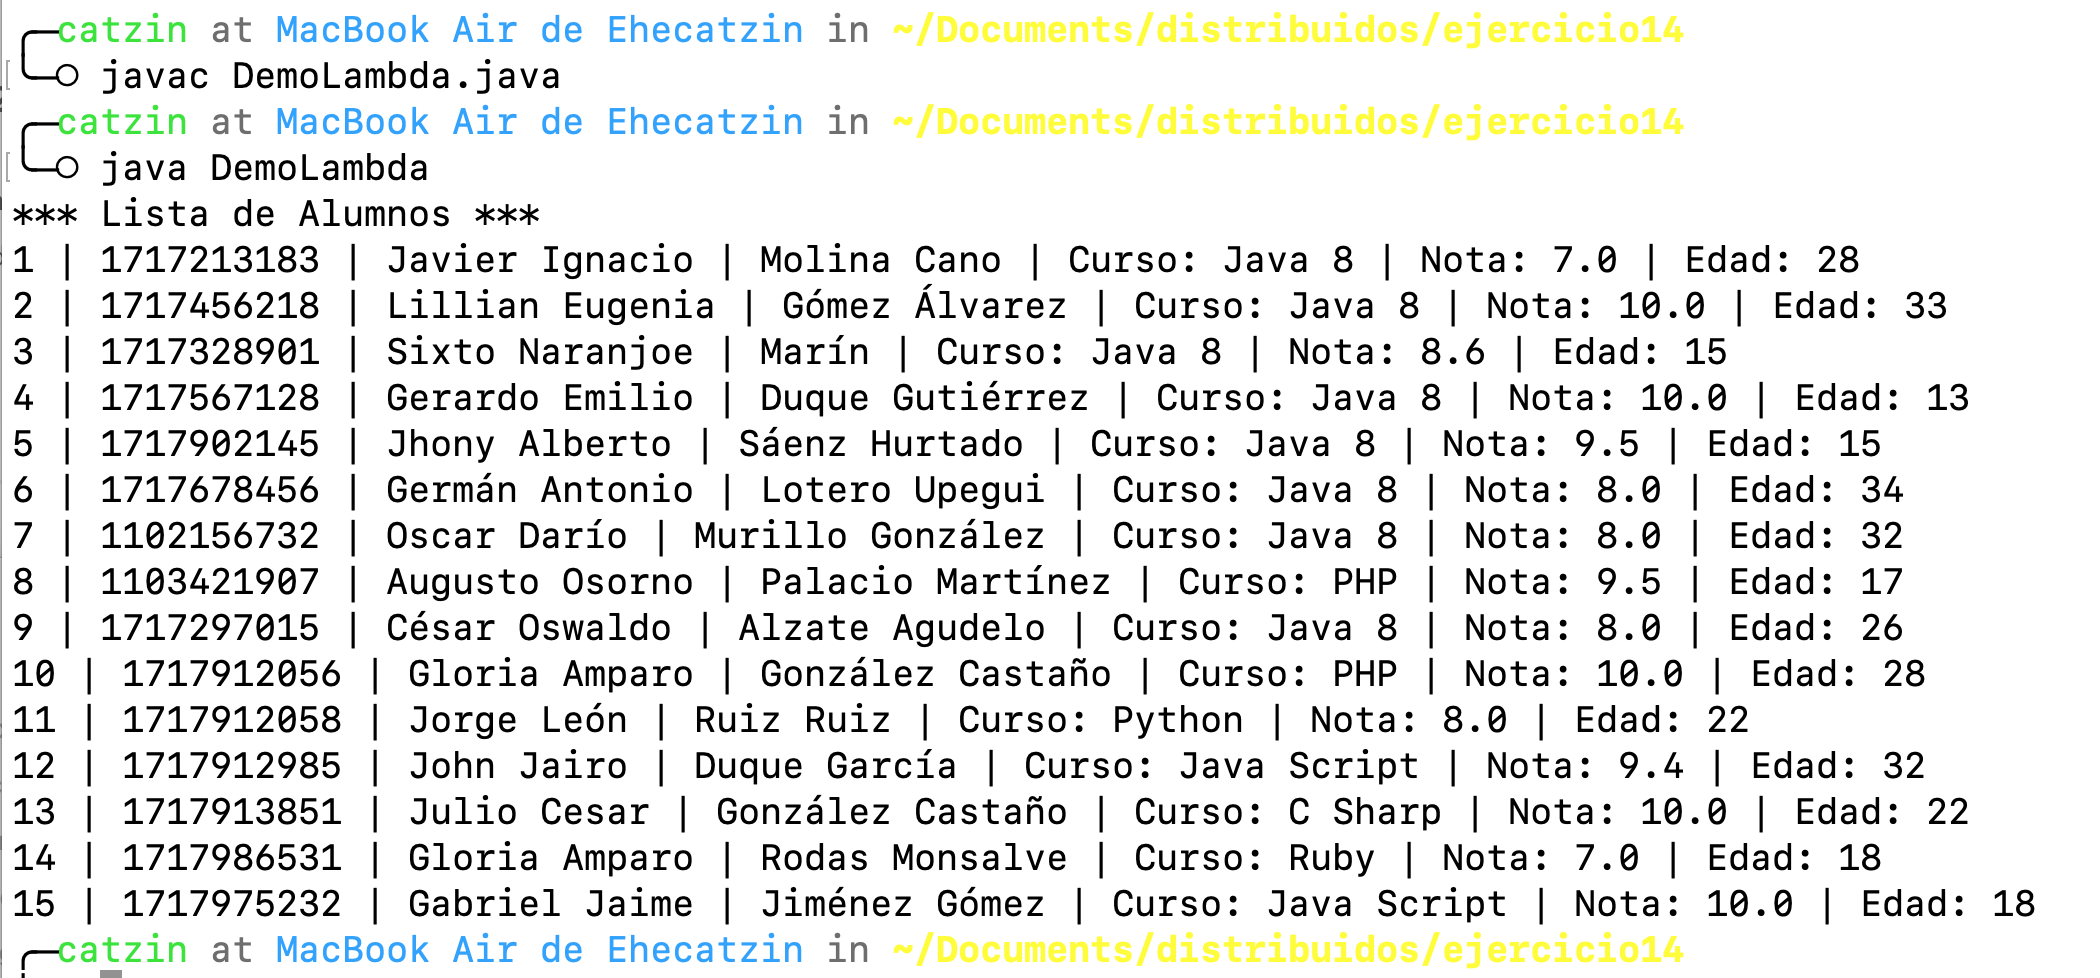 catzin at MacBook Air de Ehecatzin in ~/Documents/distribuidos/ejercicio14
javac DemoLambda.java
catzin at MacBook Air de Ehecatzin in ~/Documents/distribuidos/ejercicio14
java DemoLambda
*** Lista de Alumnos ***
1 | 1717213183 | Javier Ignacio | Molina Cano | Curso: Java 8 | Nota: 7.0 | Edad: 28
2 | 1717456218 | Lillian Eugenia | Gómez Álvarez | Curso: Java 8 | Nota: 10.0 | Edad: 33
3 | 1717328901 | Sixto Naranjoe | Marín | Curso: Java 8 | Nota: 8.6 | Edad: 15
4 | 1717567128 | Gerardo Emilio | Duque Gutiérrez | Curso: Java 8 | Nota: 10.0 | Edad: 13
5 | 1717902145 | Jhony Alberto | Sáenz Hurtado | Curso: Java 8 | Nota: 9.5 | Edad: 15
6 | 1717678456 | Germán Antonio | Lotero Upegui | Curso: Java 8 | Nota: 8.0 | Edad: 34
7 | 1102156732 | Oscar Darío | Murillo González | Curso: Java 8 | Nota: 8.0 | Edad: 32
8 | 1103421907 | Augusto Osorno | Palacio Martínez | Curso: PHP | Nota: 9.5 | Edad: 17
9 | 1717297015 | César Oswaldo | Alzate Agudelo | Curso: Java 8 | Nota: 8.0 | Edad: 26
10 | 1717912056 | Gloria Amparo | González Castaño | Curso: PHP | Nota: 10.0 | Edad: 28
11 | 1717912058 | Jorge León | Ruiz Ruiz | Curso: Python | Nota: 8.0 | Edad: 22
12 | 1717912985 | John Jairo | Duque García | Curso: Java Script | Nota: 9.4 | Edad: 32
13 | 1717913851 | Julio Cesar | González Castaño | Curso: C Sharp | Nota: 10.0 | Edad: 22
14 | 1717986531 | Gloria Amparo | Rodas Monsalve | Curso: Ruby | Nota: 7.0 | Edad: 18
15 | 1717975232 | Gabriel Jaime | Jiménez Gómez | Curso: Java Script | Nota: 10.0 | Edad: 18
catzin at MacBook Air de Ehecatzin in ~/Documents/distribuidos/ejercicio14